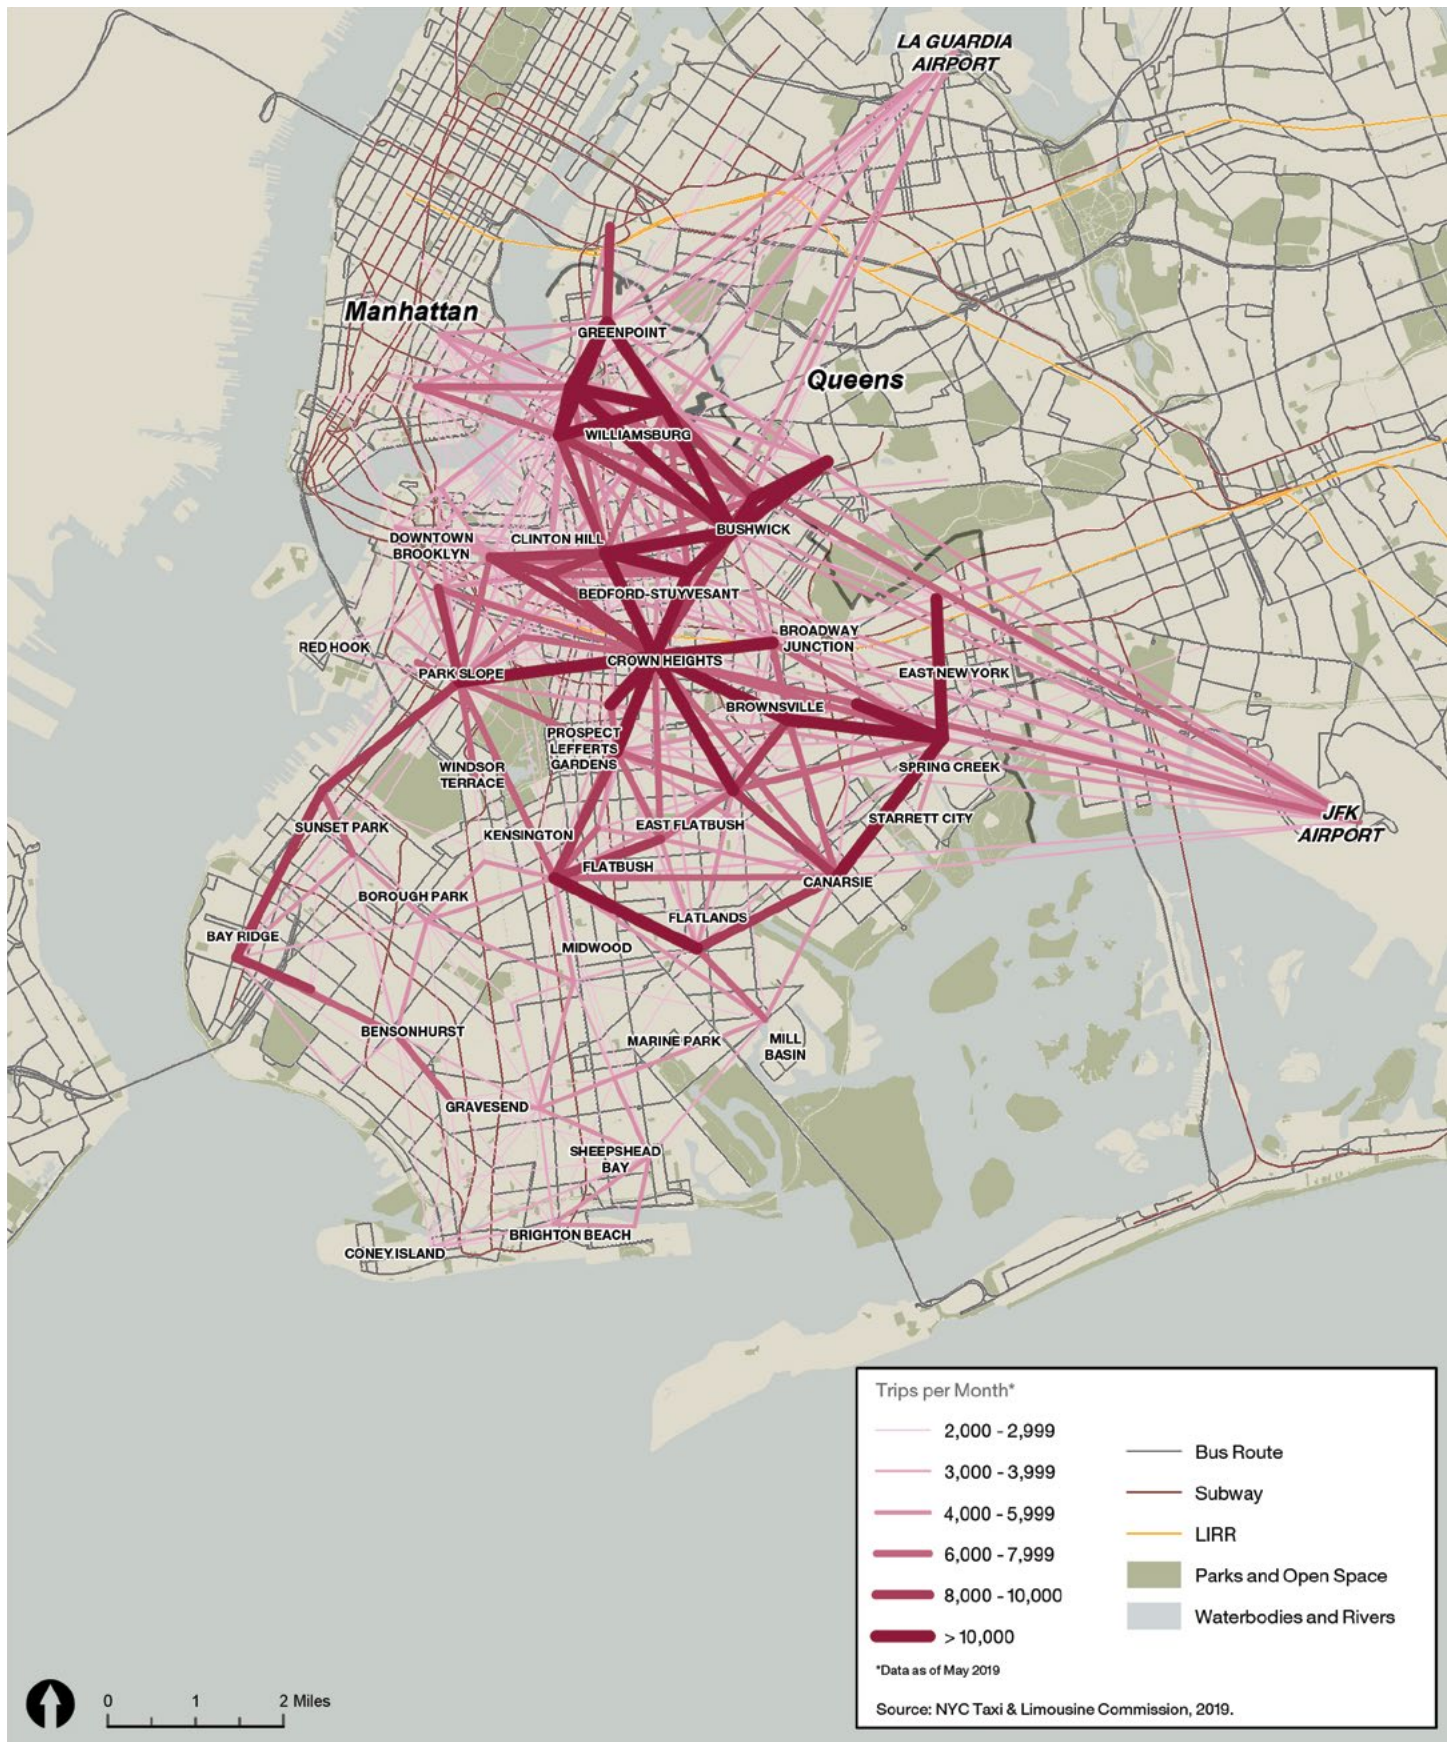 LA GUARDIA
AIRPORT
Manhattan
GREENPOINT
Queens
WILLIAMSBURG
BUSHWICK
DOWNTOWN
BROOKLYN
CLINTON HILL
BEDFORD-STUYVESANT
BROADWAY
JUNCTION
RED HOOK
CROWN HEIGHTS
PARK SLOPE
EAST NEW YORK
BROWNSVILLE
PROSPECT
LEFFERTS
GARDENS
WINDSOR
TERRACE
SPRING CREEK
JFK
AIRPORT
STARRETT CITY
SUNSET PARK
KENSINGTON
EAST FLATBUSH
FLATBUSH
CANARSIE
BOROUGH PARK
FLATLANDS
BAY RIDGE
MIDWOOD
BENSONHURST
MARINE PARK
MILL
BASIN
GRAVESEND
SHEEPSHEAD
BAY
BRIGHTON BEACH
CONEY ISLAND
Trips per Month*
2,000 - 2,999
3,000 - 3,999
4,000 - 5,999
6,000 - 7,999
8,000 - 10,000
> 10,000
Bus Route
Subway
LIRR
Parks and Open Space
Waterbodies and Rivers
*Data as of May 2019
Source: NYC Taxi & Limousine Commission, 2019.
0 1 2 Miles